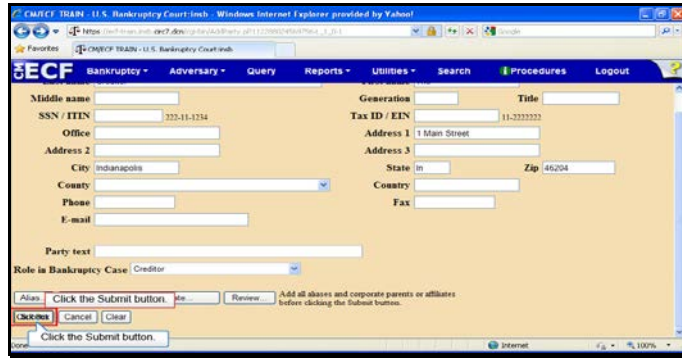 CM/ECF TRAIN - U.S. Bankruptcy Court:insb - Windows Internet Explorer provided by Yahoo!
Google
Favorites CM/ECF TRAIN - U.S. Bankruptcy Court:insb
ECF Bankruptcy Adversary Query Reports Utilities Search Procedures Logout
Middle name Generation Title
SSN / ITIN 222-11-1234 Tax ID / EIN 11-2222222
Office Address 1 1 Main Street
Address 2 Address 3
City Indianapolis State In Zip 46204
County Country
Phone Fax
E-mail
Party text
Role in Bankruptcy Case Creditor
Alias... Click the Submit button. Review... Add all aliases and corporate parents or affiliates
before clicking the Submit button.
Cancel Clear
Click the Submit button.
Done Internet 100%